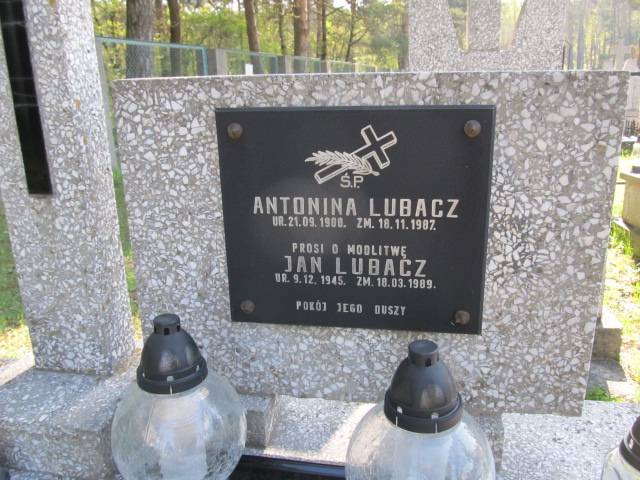 Ś.P.
ANTONINA LUBACZ
UR. 21.09. 1900. ZM. 18.11. 1987.
PROSI O MODLITWĘ
JAN LUBACZ
UR. 9.12. 1945. ZM. 18.03. 1989.
POKÓJ JEGO DUSZY